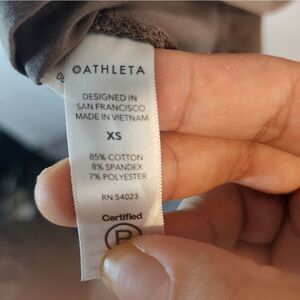 ATHLETA
DESIGNED IN
SAN FRANCISCO
MADE IN VIETNAM
XS
85% COTTON
8% SPANDEX
7% POLYESTER
RN 54023
Certified
B